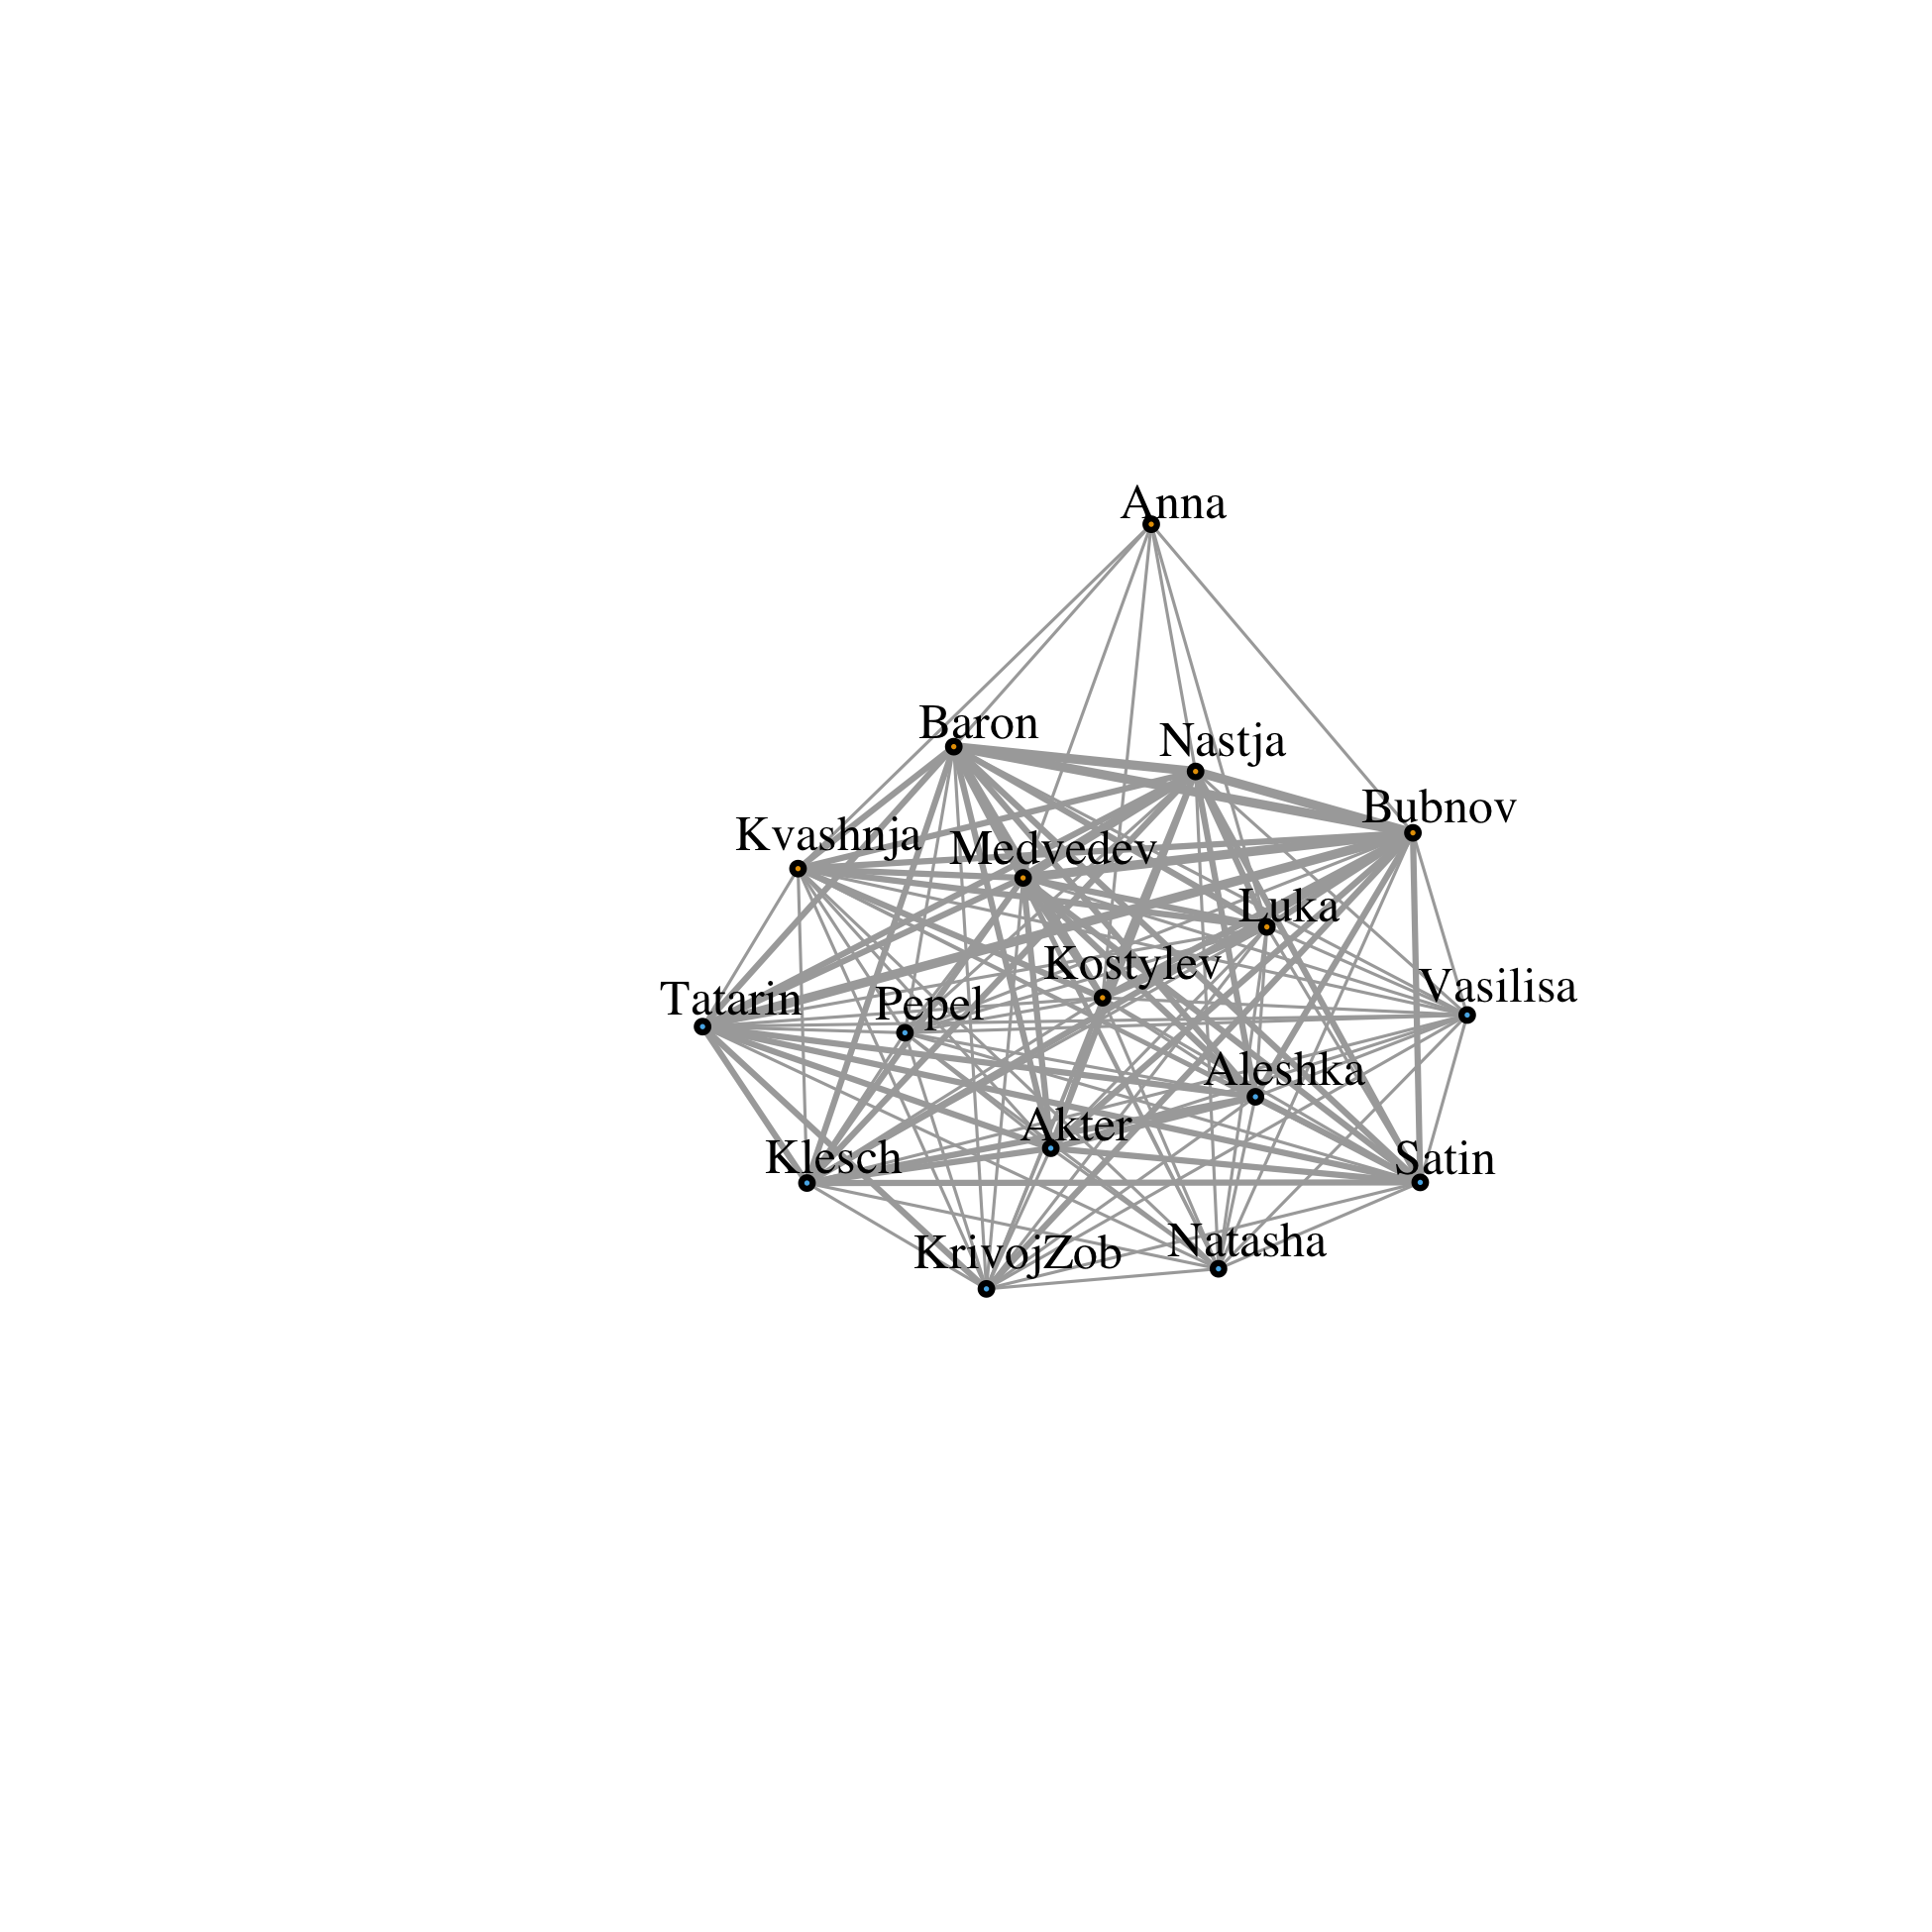 Anna
Baron
Nastja
Bubnov
Kvashnja
Medvedev
Luka
Kostylev
Vasilisa
Tatarin
Pepel
Aleshka
Akter
Klesch
Satin
Natasha
KrivojZob